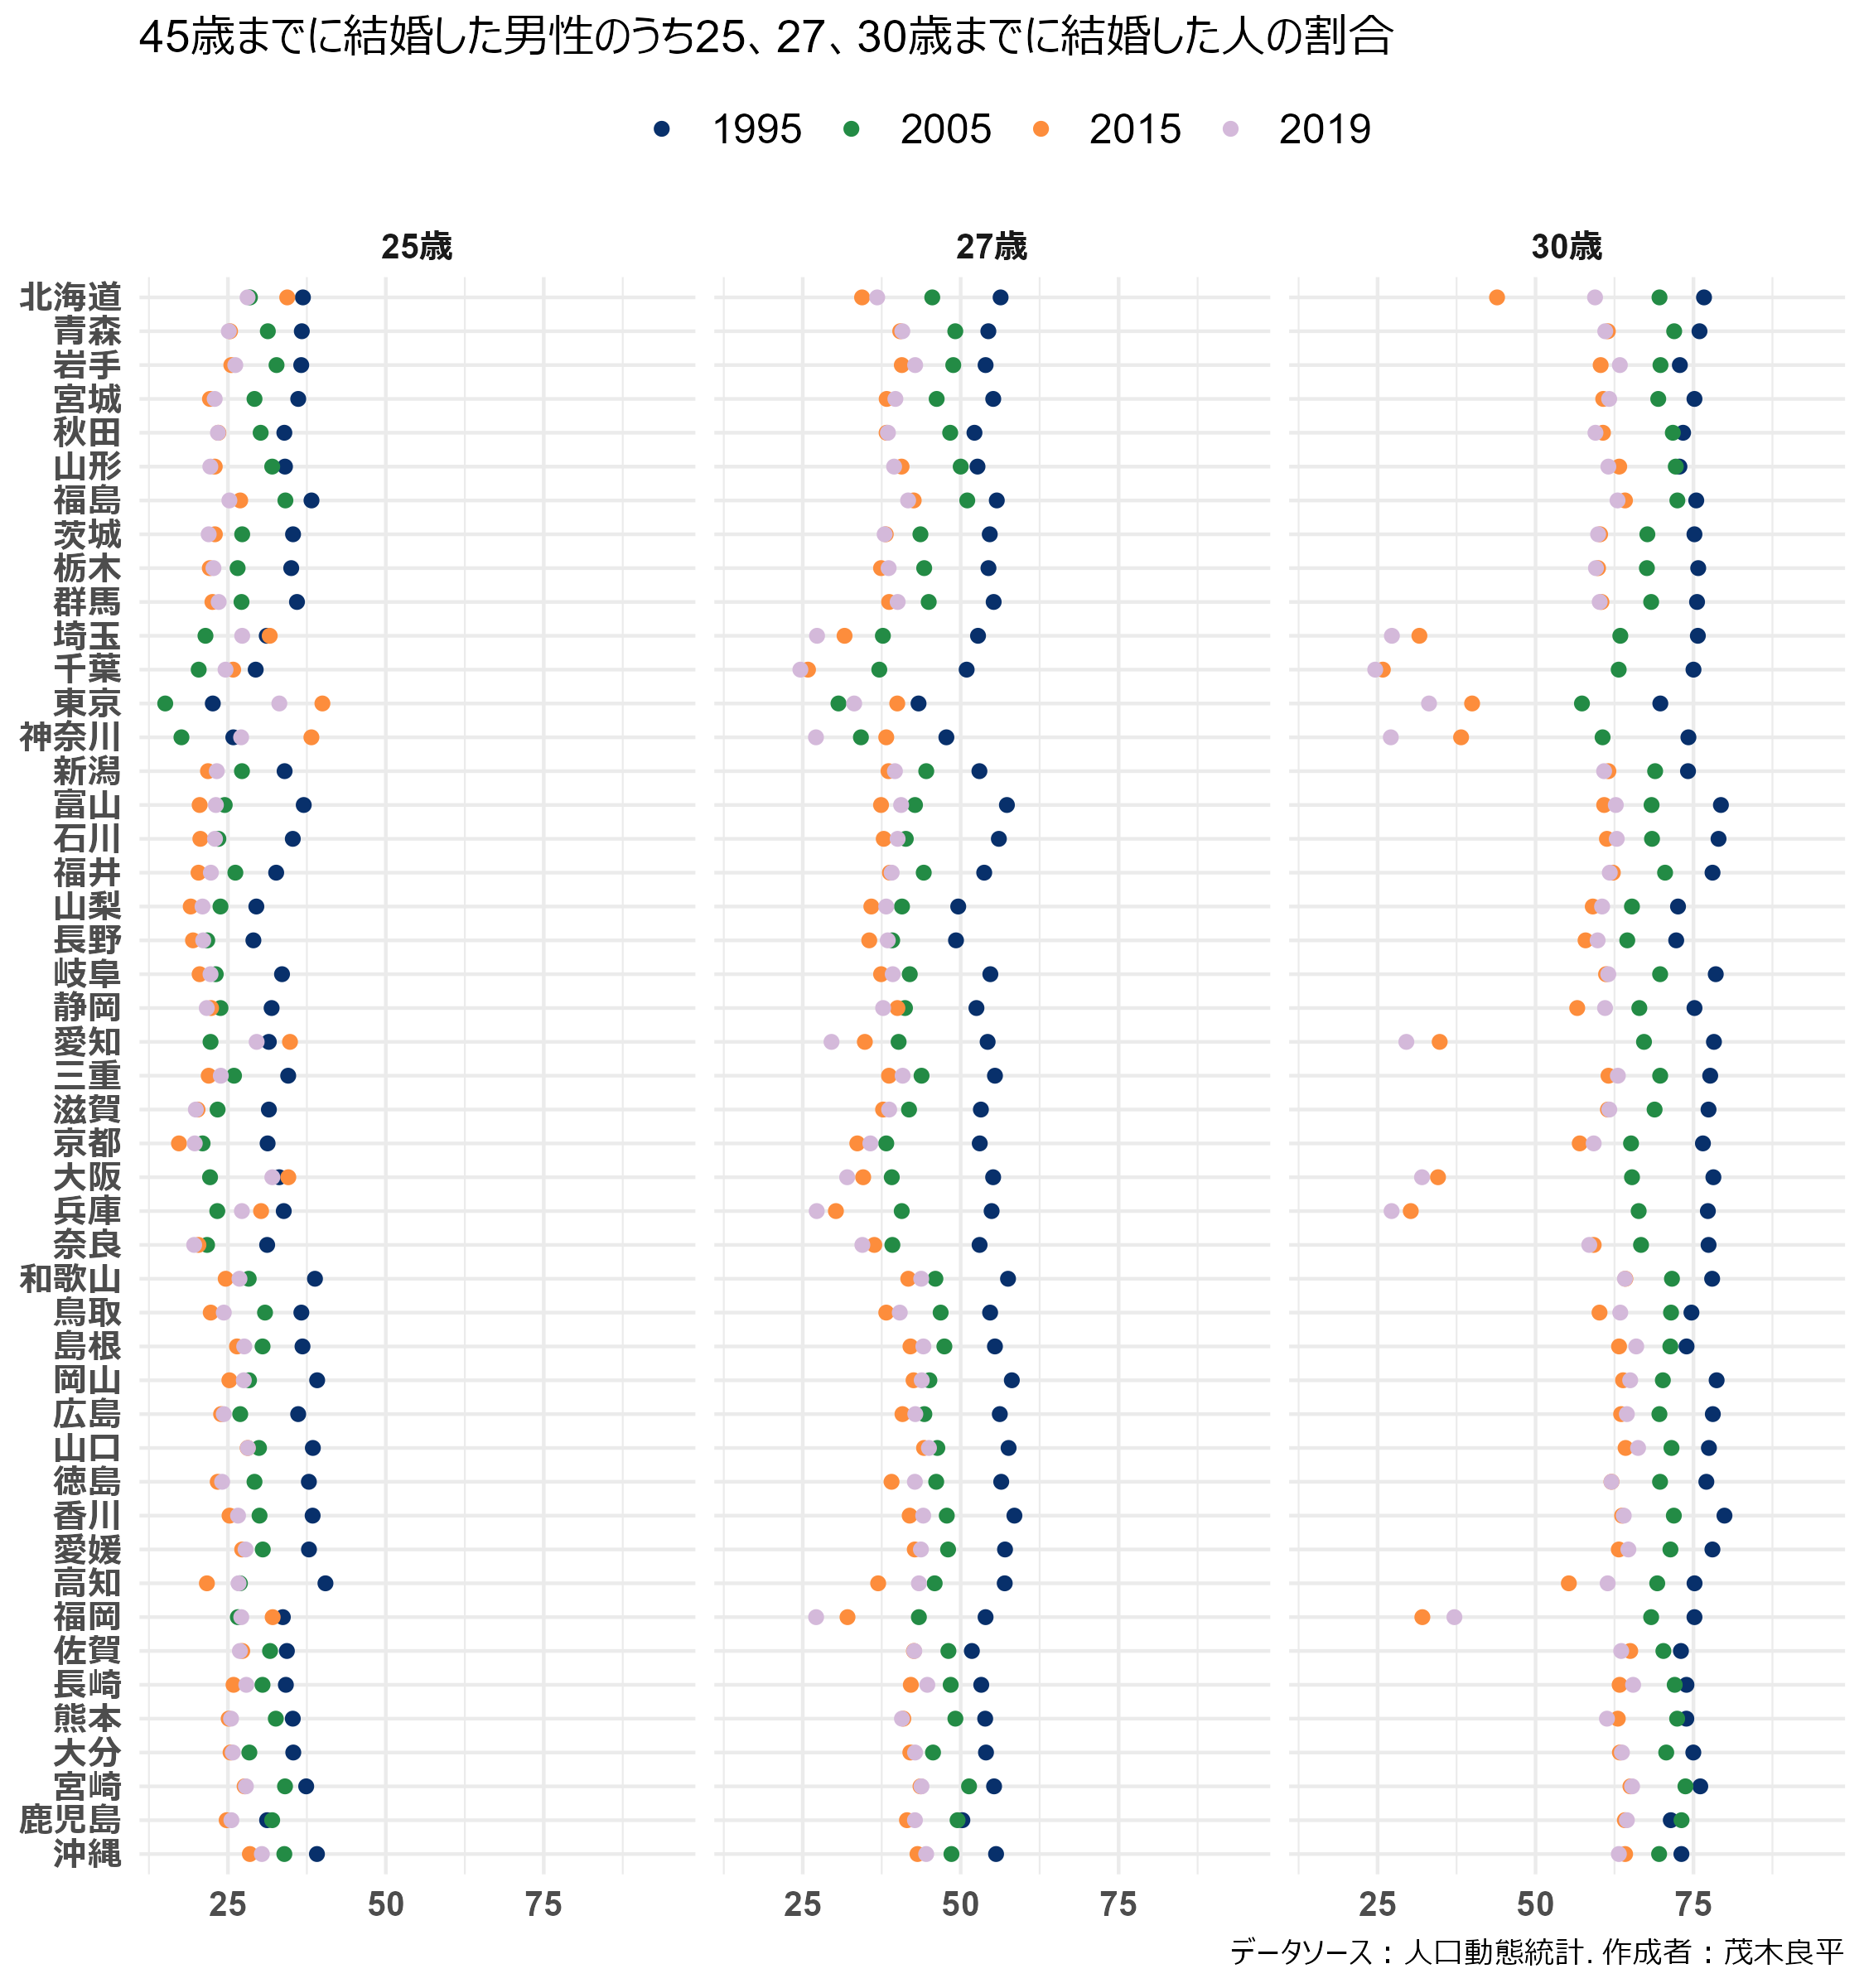 45歳までに結婚した男性のうち25、27、30歳までに結婚した人の割合
1995 2005 2015 2019
25歳 27歳 30歳
北海道
青森
岩手
宮城
秋田
山形
福島
茨城
栃木
群馬
埼玉
千葉
東京
神奈川
新潟
富山
石川
福井
山梨
長野
岐阜
静岡
愛知
三重
滋賀
京都
大阪
兵庫
奈良
和歌山
鳥取
島根
岡山
広島
山口
徳島
香川
愛媛
高知
福岡
佐賀
長崎
熊本
大分
宮崎
鹿児島
沖縄
25 50 75 25 50 75 25 50 75
データソース：人口動態統計. 作成者：茂木良平